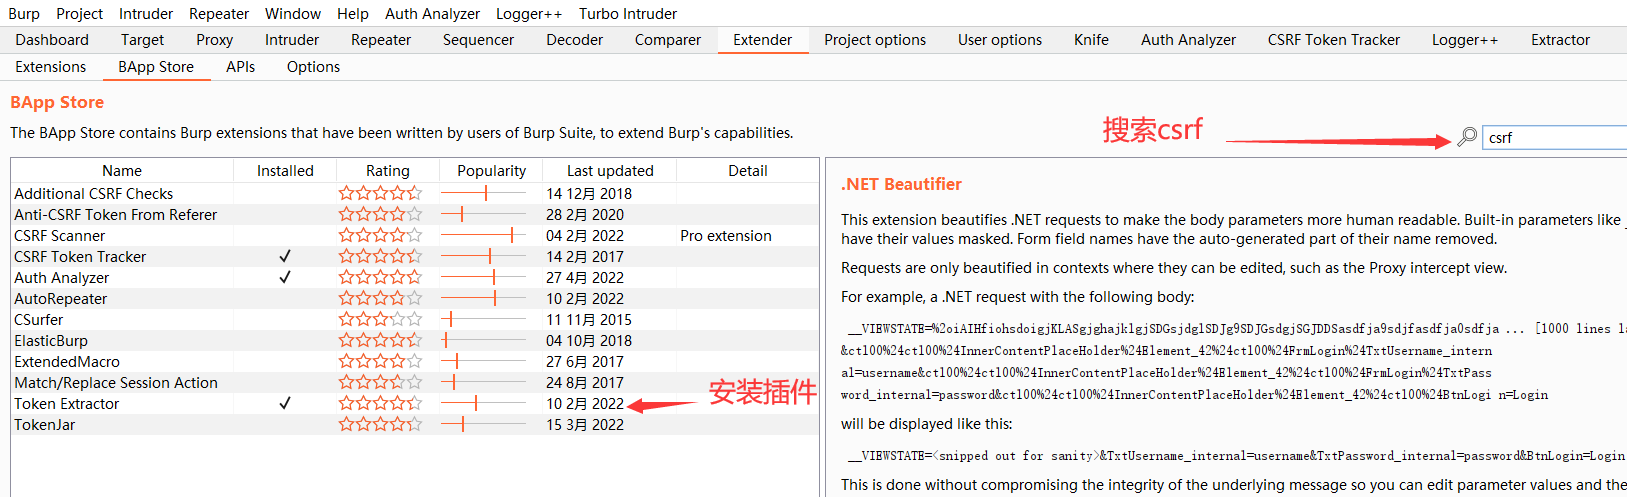 Burp Project Intruder Repeater Window Help Auth Analyzer Logger++ Turbo Intruder
Dashboard Target Proxy Intruder Repeater Sequencer Decoder Comparer Extender Project options User options Knife Auth Analyzer CSRF Token Tracker Logger++ Extractor
Extensions BApp Store APIs Options
BApp Store
The BApp Store contains Burp extensions that have been written by users of Burp Suite, to extend Burp's capabilities.
搜索csrf
csrf
Name Installed Rating Popularity Last updated Detail
Additional CSRF Checks 14 12月 2018
Anti-CSRF Token From Referer 28 2月 2020
CSRF Scanner 04 2月 2022 Pro extension
CSRF Token Tracker ✓ 14 2月 2017
Auth Analyzer ✓ 27 4月 2022
AutoRepeater 10 2月 2022
CSurfer 11 11月 2015
ElasticBurp 04 10月 2018
ExtendedMacro 27 6月 2017
Match/Replace Session Action 24 8月 2017
Token Extractor ✓ 10 2月 2022
TokenJar 15 3月 2022
安装插件
.NET Beautifier
This extension beautifies .NET requests to make the body parameters more human readable. Built-in parameters like _
have their values masked. Form field names have the auto-generated part of their name removed.
Requests are only beautified in contexts where they can be edited, such as the Proxy intercept view.
For example, a .NET request with the following body:
__VIEWSTATE=%2oiAIHfiohsdoigjKLASgjghajklgjSDGsjdglSDJg9SDJGsdgjSGJDDSasdfja9sdjfasdfja0sdfja ... [1000 lines la
&ctl00%24ctl00%24InnerContentPlaceHolder%24Element_42%24ctl00%24FrmLogin%24TxtUsername_intern
al=username&ctl00%24ctl00%24InnerContentPlaceHolder%24Element_42%24ctl00%24FrmLogin%24TxtPass
word_internal=password&ctl00%24ctl00%24InnerContentPlaceHolder%24Element_42%24ctl00%24BtnLogi n=Login
will be displayed like this:
__VIEWSTATE=<snipped out for sanity>&TxtUsername_internal=username&TxtPassword_internal=password&BtnLogin=Login
This is done without compromising the integrity of the underlying message so you can edit parameter values and the